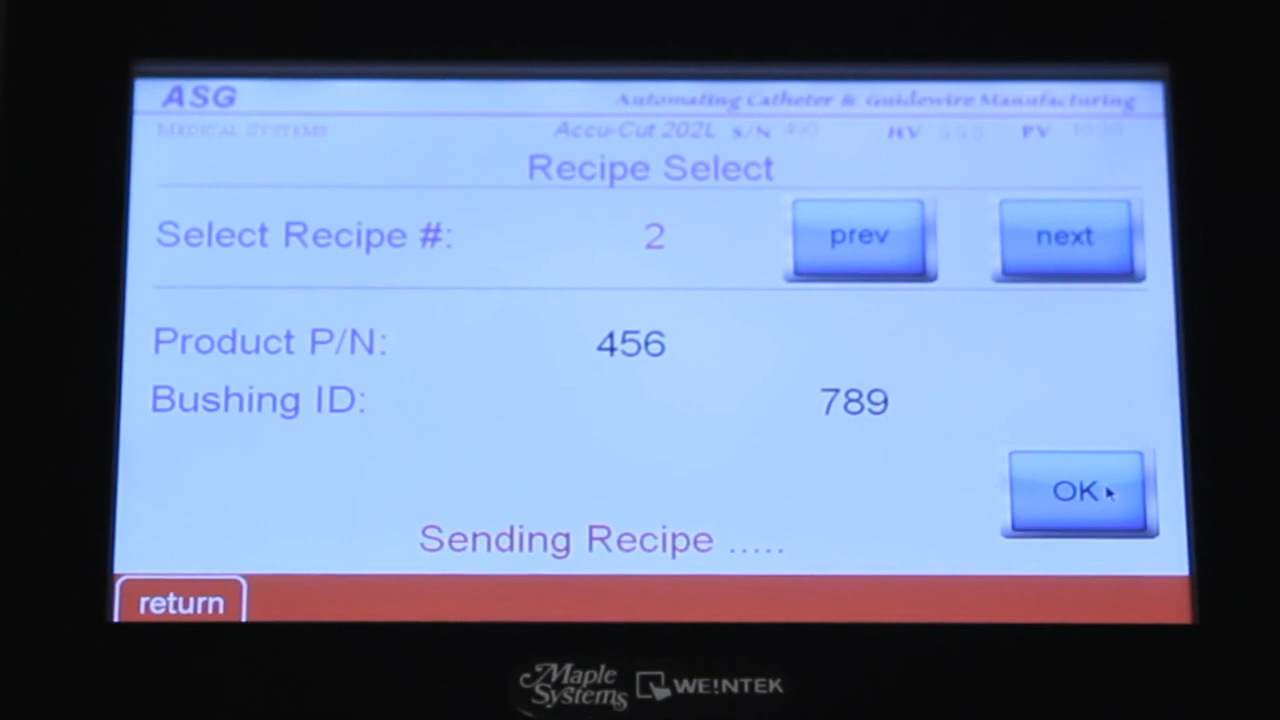 ASG Automating Catheter & Guidewire Manufacturing
MEDICAL SYSTEMS Accu-Cut 202L S/N 490 HV PV
Recipe Select
Select Recipe #: 2 prev next
Product P/N: 456
Bushing ID: 789
OK
Sending Recipe .....
return
Maple Systems WE!NTEK